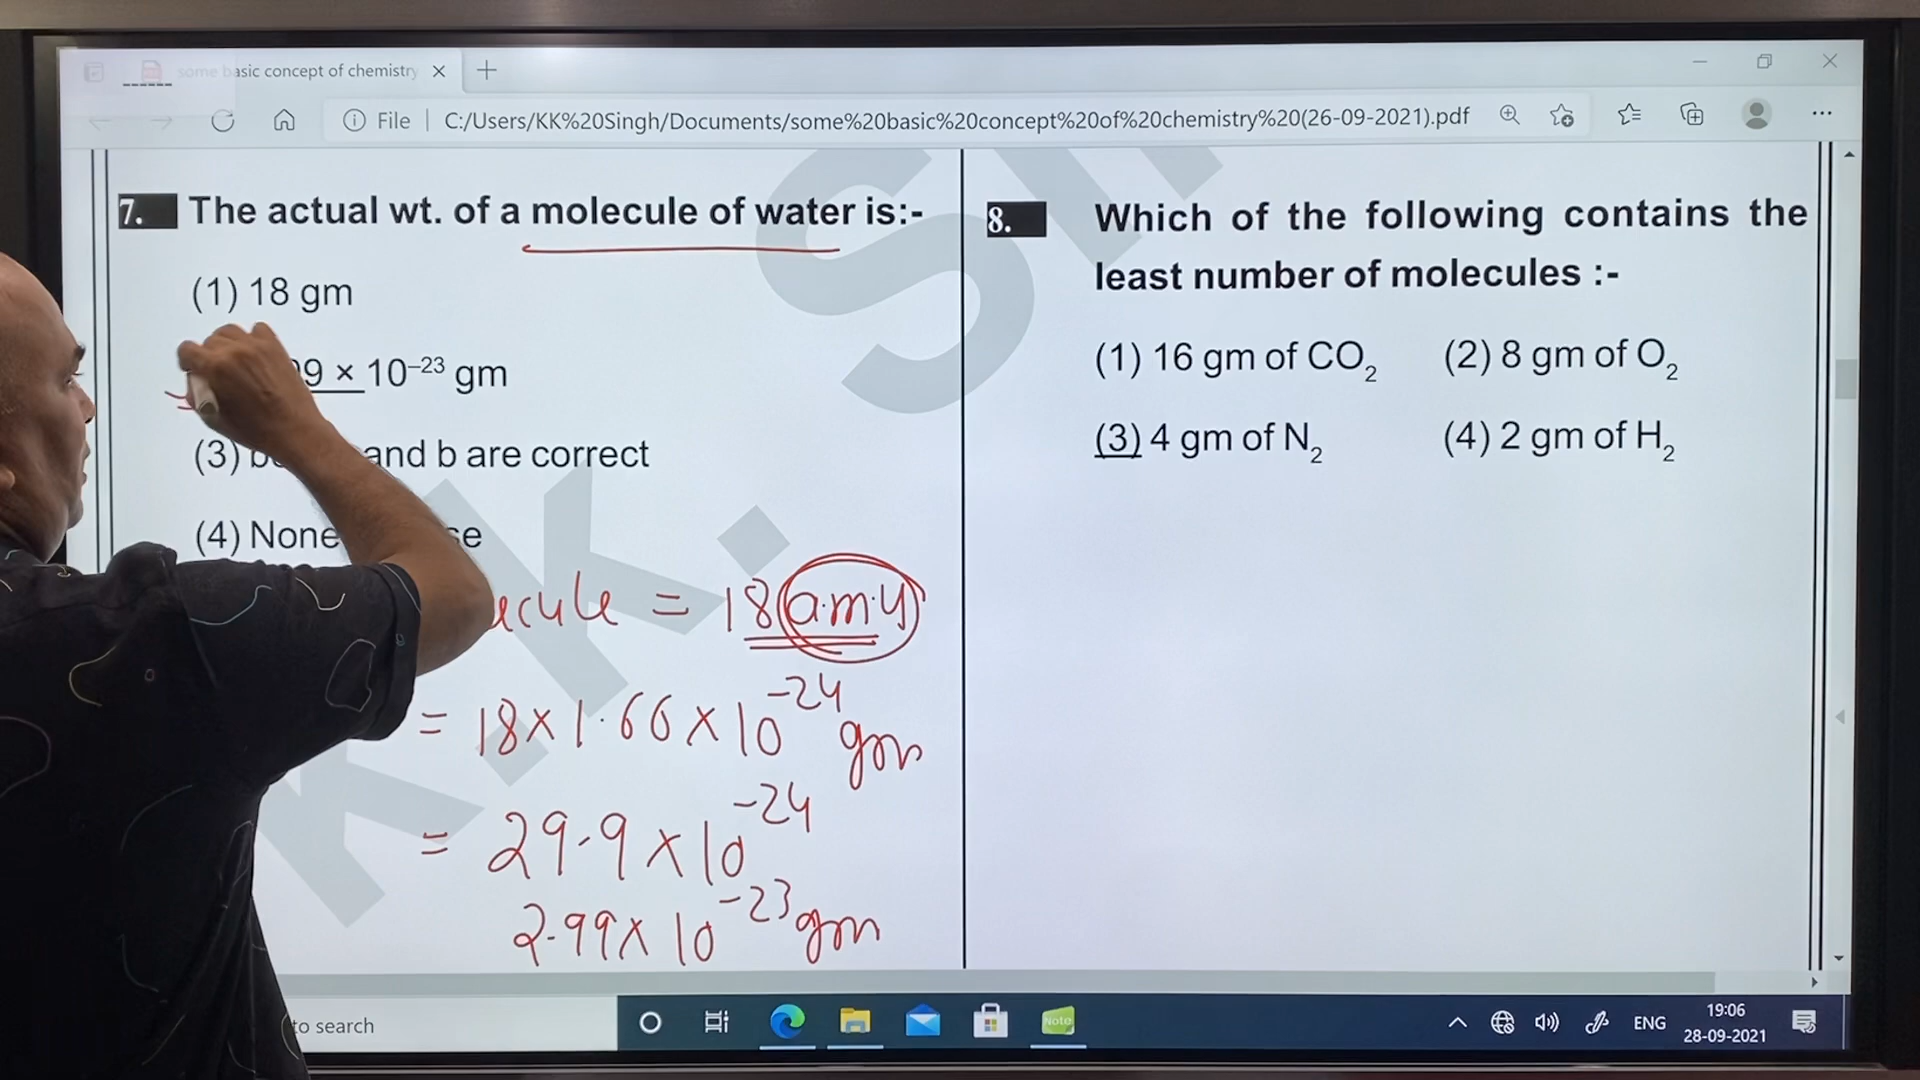 some basic concept of chemistry
File C:/Users/KK%20Singh/Documents/some%20basic%20concept%20of%20chemistry%20(26-09-2021).pdf
7. The actual wt. of a molecule of water is:-
(1) 18 gm
99 × 10⁻²³ gm
(3) and b are correct
(4) None
= 18 a.m.u
= 18 × 1.66 × 10⁻²⁴ gm
= 29.9 × 10⁻²⁴
2.99 × 10⁻²³ gm
8. Which of the following contains the
least number of molecules :-
(1) 16 gm of CO₂ (2) 8 gm of O₂
(3) 4 gm of N₂ (4) 2 gm of H₂
K. K. S
to search
Note
ENG
19:06
28-09-2021